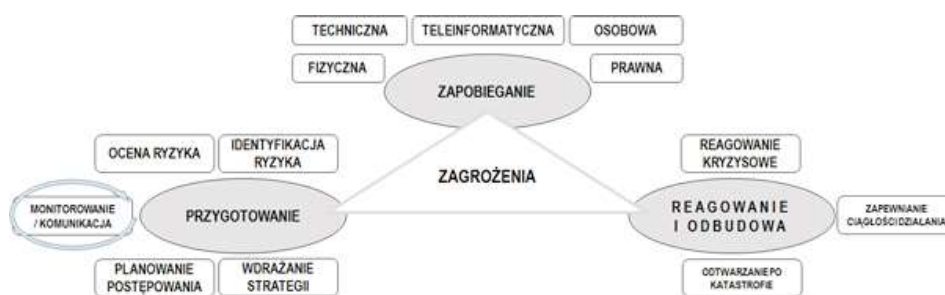 TECHNICZNA
TELEINFORMATYCZNA
OSOBOWA
FIZYCZNA
PRAWNA
ZAPOBIEGANIE
OCENA RYZYKA
IDENTYFIKACJA
RYZYKA
REAGOWANIE
KRYZYSOWE
ZAGROŻENIA
MONITOROWANIE
/ KOMUNIKACJA
PRZYGOTOWANIE
REAGOWANIE
I ODBUDOWA
ZAPEWNIANIE
CIĄGŁOŚCI DZIAŁANIA
PLANOWANIE
POSTĘPOWANIA
WDRAŻANIE
STRATEGII
ODTWARZANIE PO
KATASTROFIE